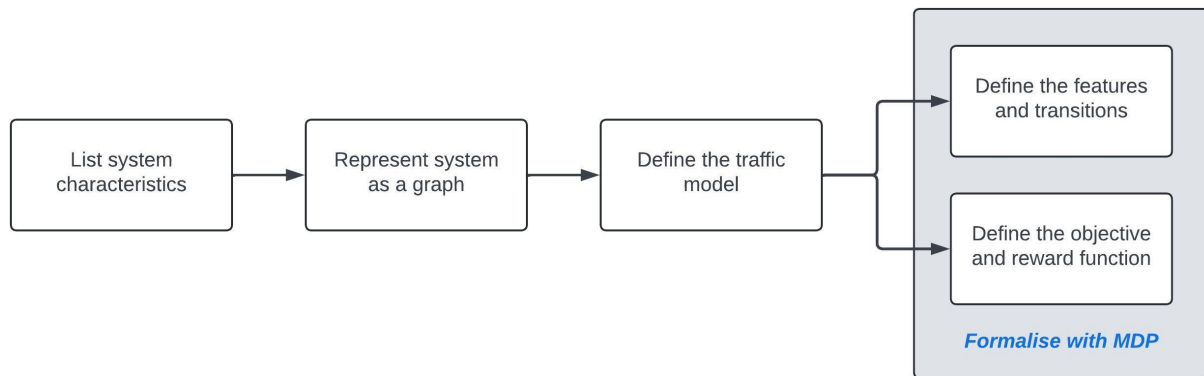 List system
characteristics
Represent system
as a graph
Define the traffic
model
Define the features
and transitions
Define the objective
and reward function
Formalise with MDP